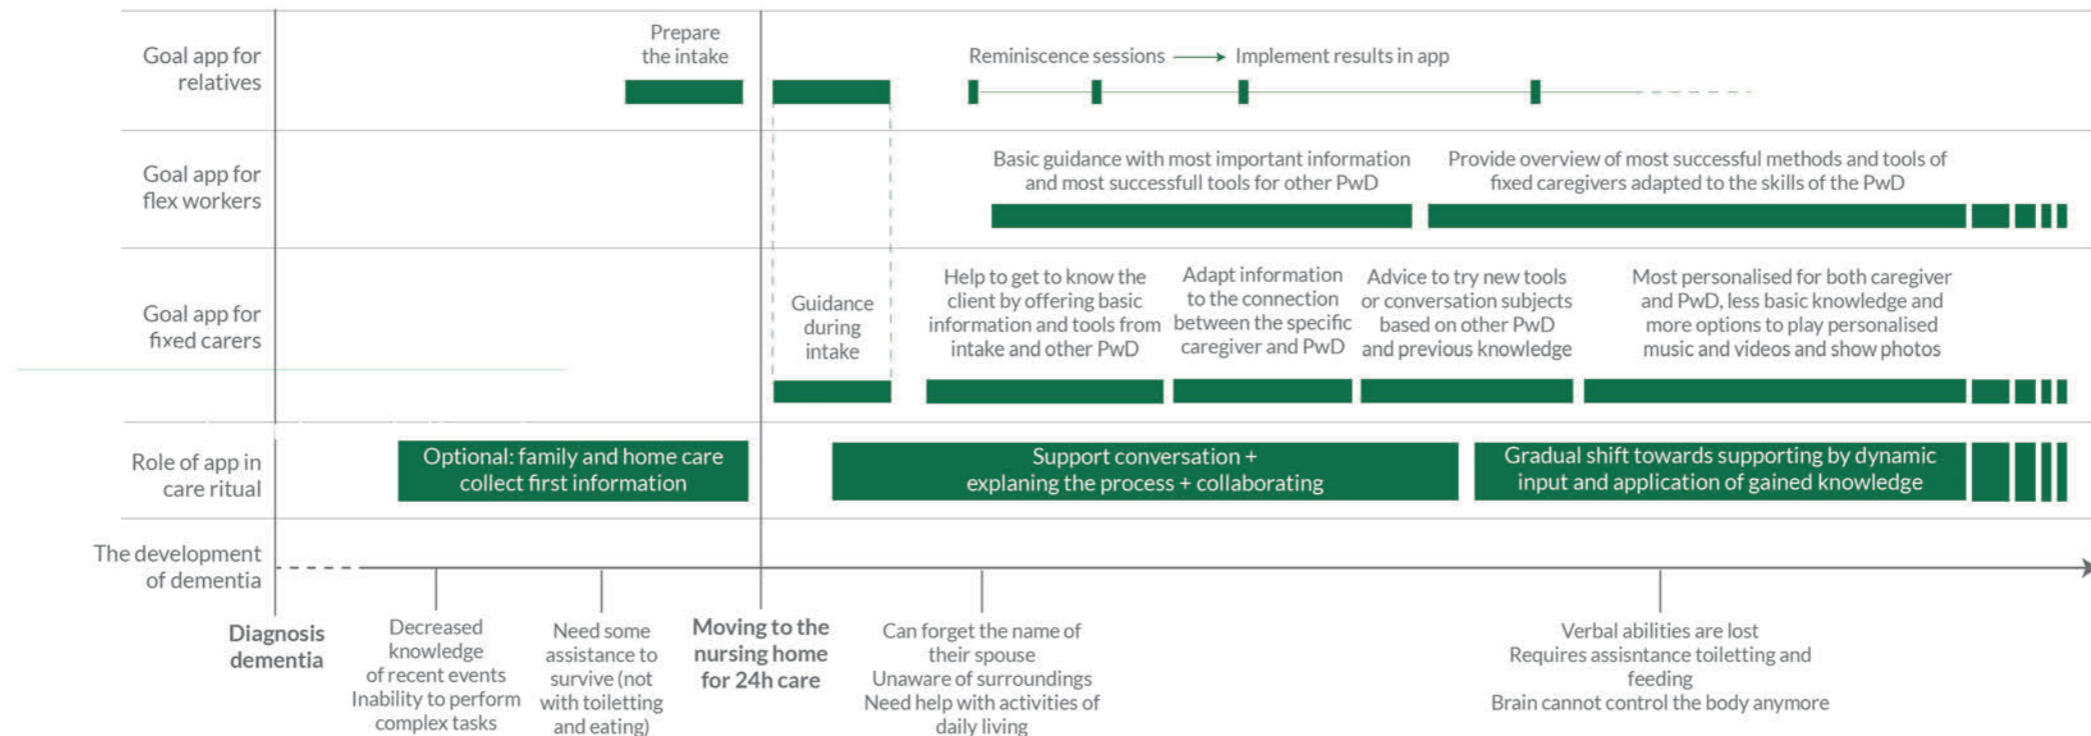 Goal app for
relatives
Prepare
the intake
Reminiscence sessions
Implement results in app
Goal app for
flex workers
Basic guidance with most important information
and most successfull tools for other PwD
Provide overview of most successful methods and tools of
fixed caregivers adapted to the skills of the PwD
Goal app for
fixed carers
Guidance
during
intake
Help to get to know the
client by offering basic
information and tools from
intake and other PwD
Adapt information
to the connection
between the specific
caregiver and PwD
Advice to try new tools
or conversation subjects
based on other PwD
and previous knowledge
Most personalised for both caregiver
and PwD, less basic knowledge and
more options to play personalised
music and videos and show photos
Role of app in
care ritual
Optional: family and home care
collect first information
Support conversation +
explaning the process + collaborating
Gradual shift towards supporting by dynamic
input and application of gained knowledge
The development
of dementia
Diagnosis
dementia
Decreased
knowledge
of recent events
Inability to perform
complex tasks
Need some
assistance to
survive (not
with toiletting
and eating)
Moving to the
nursing home
for 24h care
Can forget the name of
their spouse
Unaware of surroundings
Need help with activities of
daily living
Verbal abilities are lost
Requires assisntance toiletting and
feeding
Brain cannot control the body anymore